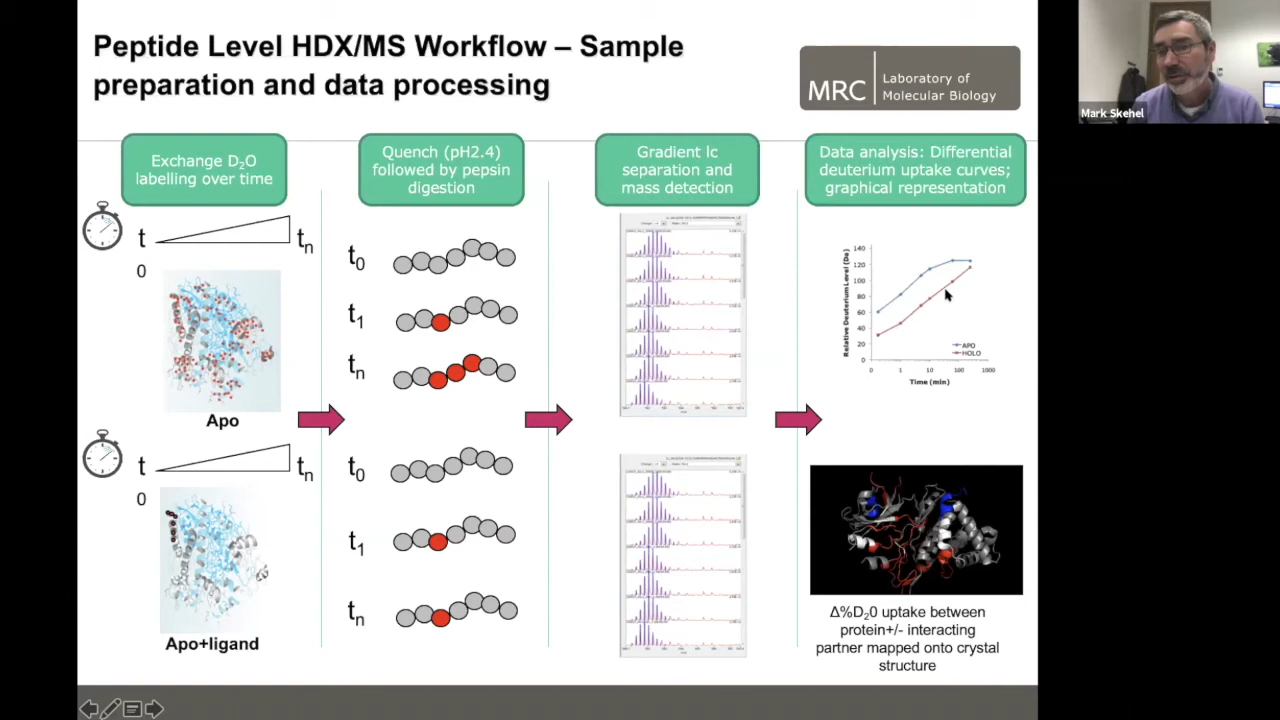 Peptide Level HDX/MS Workflow – Sample
preparation and data processing
MRC
Laboratory of
Molecular Biology
Mark Skehel
Exchange D₂O
labelling over time
Quench (pH2.4)
followed by pepsin
digestion
Gradient lc
separation and
mass detection
Data analysis: Differential
deuterium uptake curves;
graphical representation
t
tn
0
Apo
t
tn
0
Apo+ligand
t0
t1
tn
t0
t1
tn
Relative Deuterium Level (Da)
140
120
100
80
60
40
20
0
0
1
10
100
1000
Time (min)
APO
HOLO
Δ%D₂0 uptake between
protein+/- interacting
partner mapped onto crystal
structure